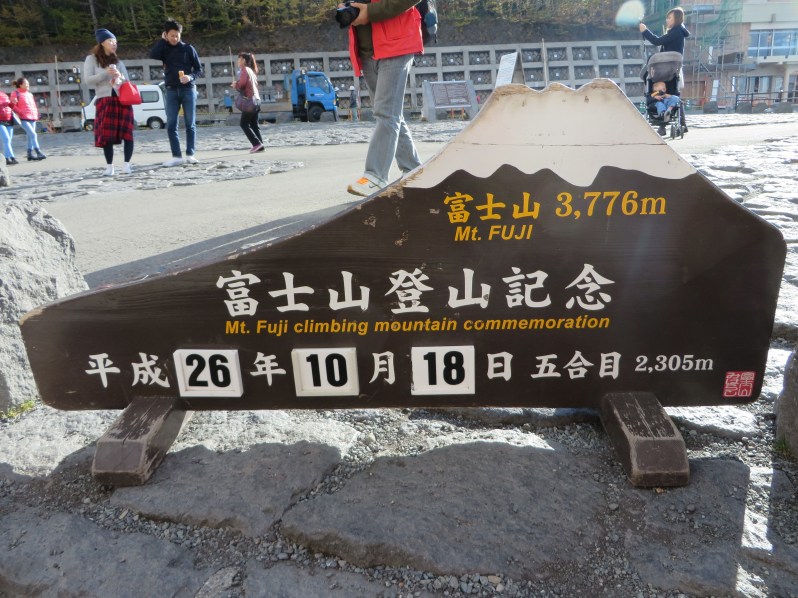 富士山 3,776m
Mt. FUJI
富士山登山記念
Mt. Fuji climbing mountain commemoration
平成 26 年 10 月 18 日 五合目 2,305m